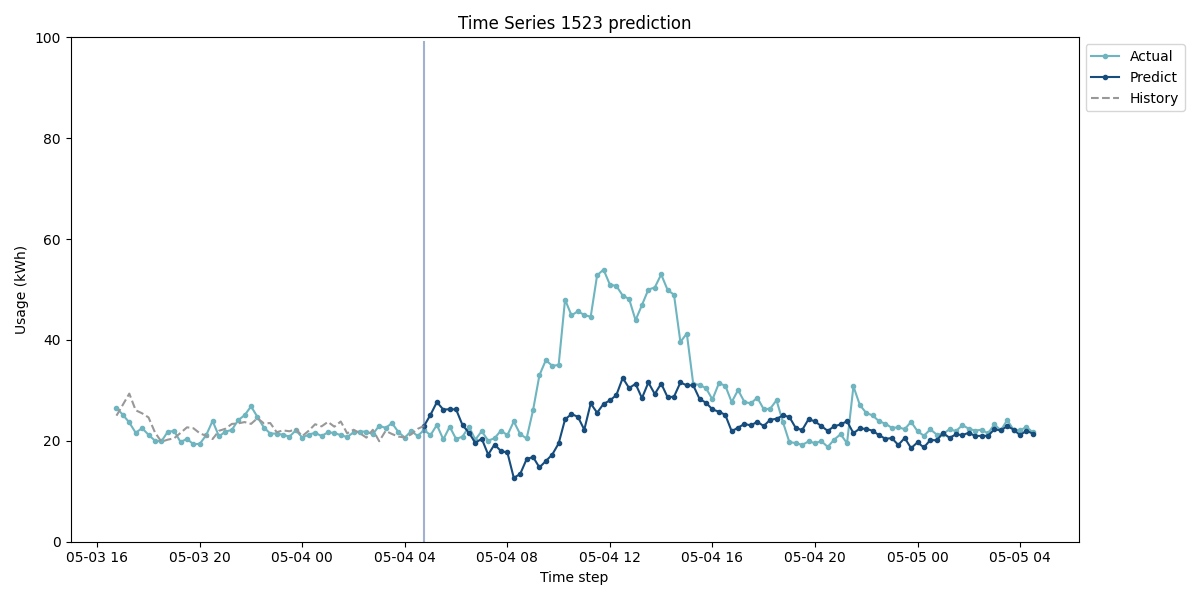 Time Series 1523 prediction
100
80
60
40
20
0
Usage (kWh)
05-03 16 05-03 20 05-04 00 05-04 04 05-04 08 05-04 12 05-04 16 05-04 20 05-05 00 05-05 04
Time step
Actual
Predict
History